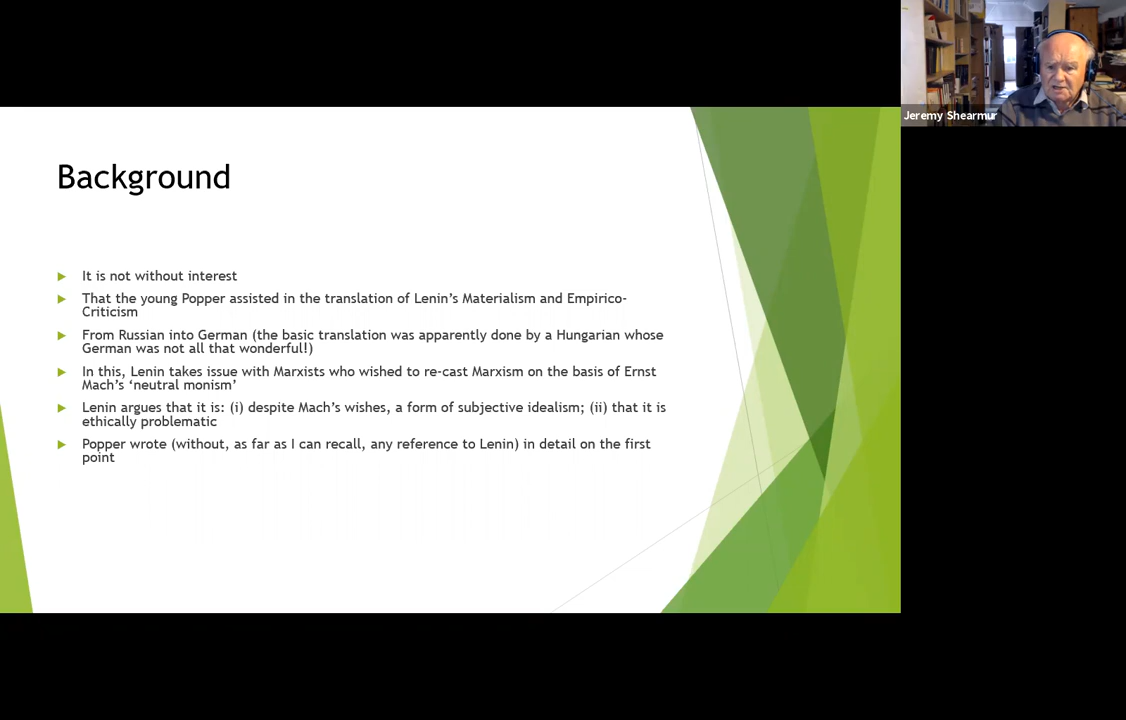 Jeremy Shearmur
Background
It is not without interest
That the young Popper assisted in the translation of Lenin's Materialism and Empirico-
Criticism
From Russian into German (the basic translation was apparently done by a Hungarian whose
German was not all that wonderful!)
In this, Lenin takes issue with Marxists who wished to re-cast Marxism on the basis of Ernst
Mach's ‘neutral monism’
Lenin argues that it is: (i) despite Mach's wishes, a form of subjective idealism; (ii) that it is
ethically problematic
Popper wrote (without, as far as I can recall, any reference to Lenin) in detail on the first
point